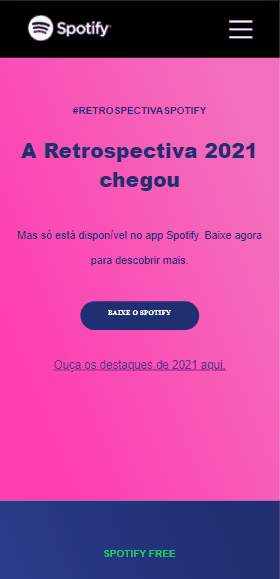 Spotify
#RETROSPECTIVASPOTIFY
A Retrospectiva 2021
chegou
Mas só está disponível no app Spotify. Baixe agora
para descobrir mais.
BAIXE O SPOTIFY
Ouça os destaques de 2021 aqui.
SPOTIFY FREE